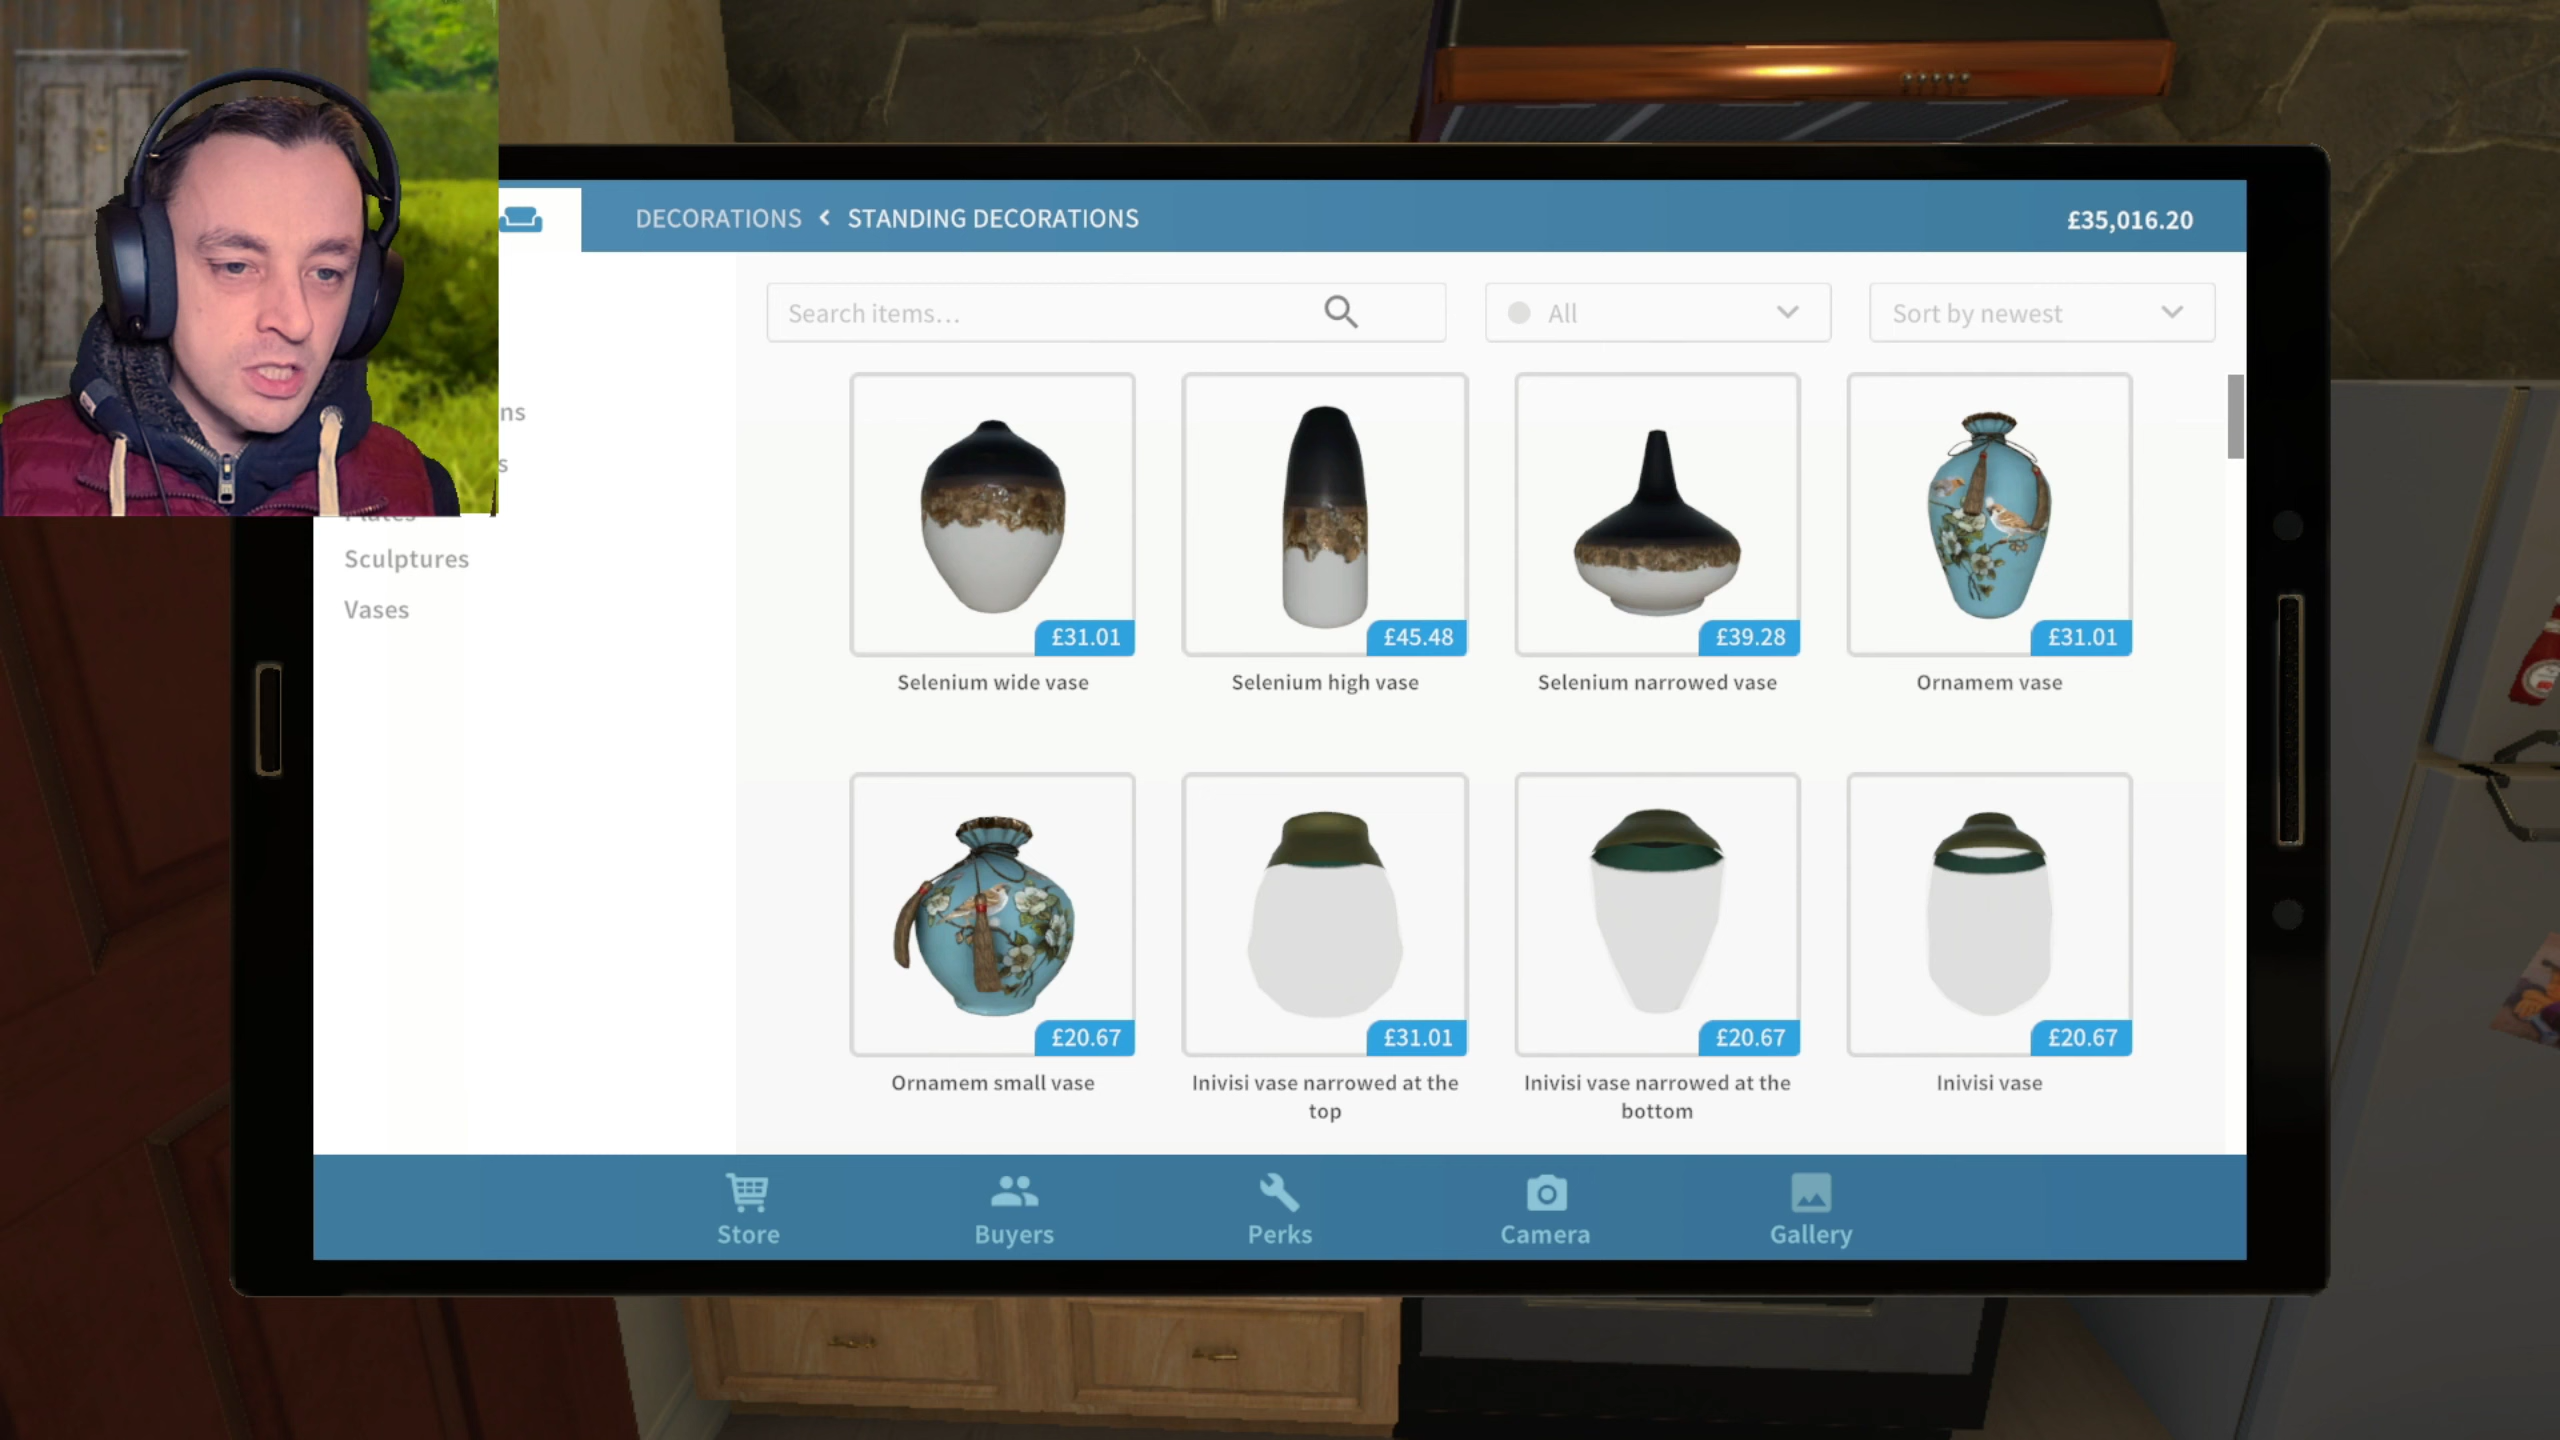 DECORATIONS < STANDING DECORATIONS
£35,016.20
Search items...
All
Sort by newest
ns
s
Plates
Sculptures
Vases
£31.01
£45.48
£39.28
£31.01
Selenium wide vase
Selenium high vase
Selenium narrowed vase
Ornamem vase
£20.67
£31.01
£20.67
£20.67
Ornamem small vase
Inivisi vase narrowed at the
top
Inivisi vase narrowed at the
bottom
Inivisi vase
Store
Buyers
Perks
Camera
Gallery